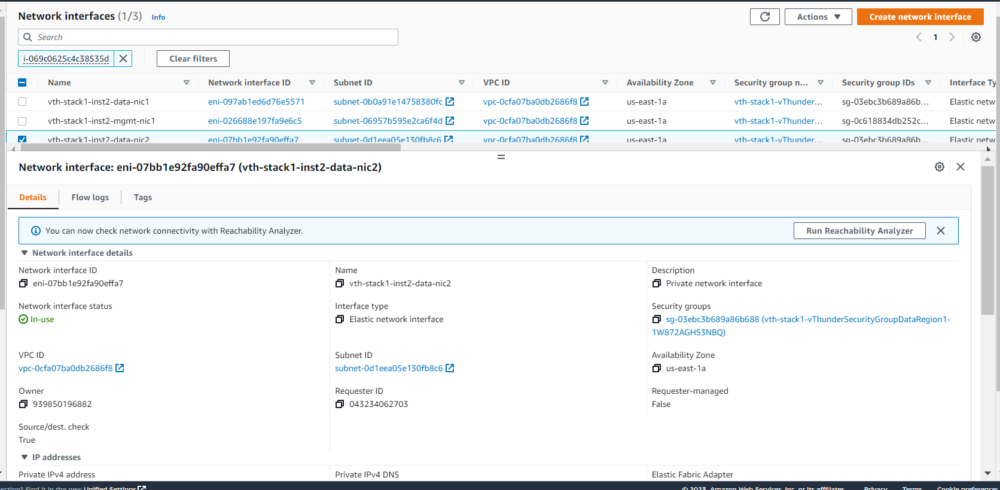 Network interfaces (1/3) Info
Actions
Create network interface
Search
1
i-069c0625c4c38535d
Clear filters
Name Network interface ID Subnet ID VPC ID Availability Zone Security group n... Security group IDs Interface Ty
vth-stack1-inst2-data-nic1 eni-097ab1ed6d76e5571 subnet-0b0a91e14758380fc vpc-0cfa07ba0db2686f8 us-east-1a vth-stack1-vThunder... sg-03ebc3b689a86b... Elastic netw
vth-stack1-inst2-mgmt-nic1 eni-026688e197fa9e6c5 subnet-06957b595e2ca6f4d vpc-0cfa07ba0db2686f8 us-east-1a vth-stack1-vThunder... sg-0c618834db252c... Elastic netw
vth-stack1-inst2-data-nic2 eni-07bb1e92fa90effa7 subnet-0d1eea05e130fb8c6 vpc-0cfa07ba0db2686f8 us-east-1a vth-stack1-vThunder... sg-03ebc3b689a86b... Elastic netw
Network interface: eni-07bb1e92fa90effa7 (vth-stack1-inst2-data-nic2)
Details Flow logs Tags
You can now check network connectivity with Reachability Analyzer.
Run Reachability Analyzer
Network interface details
Network interface ID
eni-07bb1e92fa90effa7
Name
vth-stack1-inst2-data-nic2
Description
Private network interface
Network interface status
In-use
Interface type
Elastic network interface
Security groups
sg-03ebc3b689a86b688 (vth-stack1-vThunderSecurityGroupDataRegion1-
1W872AGHS3NBQ)
VPC ID
vpc-0cfa07ba0db2686f8
Subnet ID
subnet-0d1eea05e130fb8c6
Availability Zone
us-east-1a
Owner
939850196882
Requester ID
043234062703
Requester-managed
False
Source/dest. check
True
IP addresses
Private IPv4 address
Private IPv4 DNS
Elastic Fabric Adapter
ection? Find it in the new Unified Settings
© 2023, Amazon Web Services, Inc. or its affiliates. Privacy Terms Cookie preferences